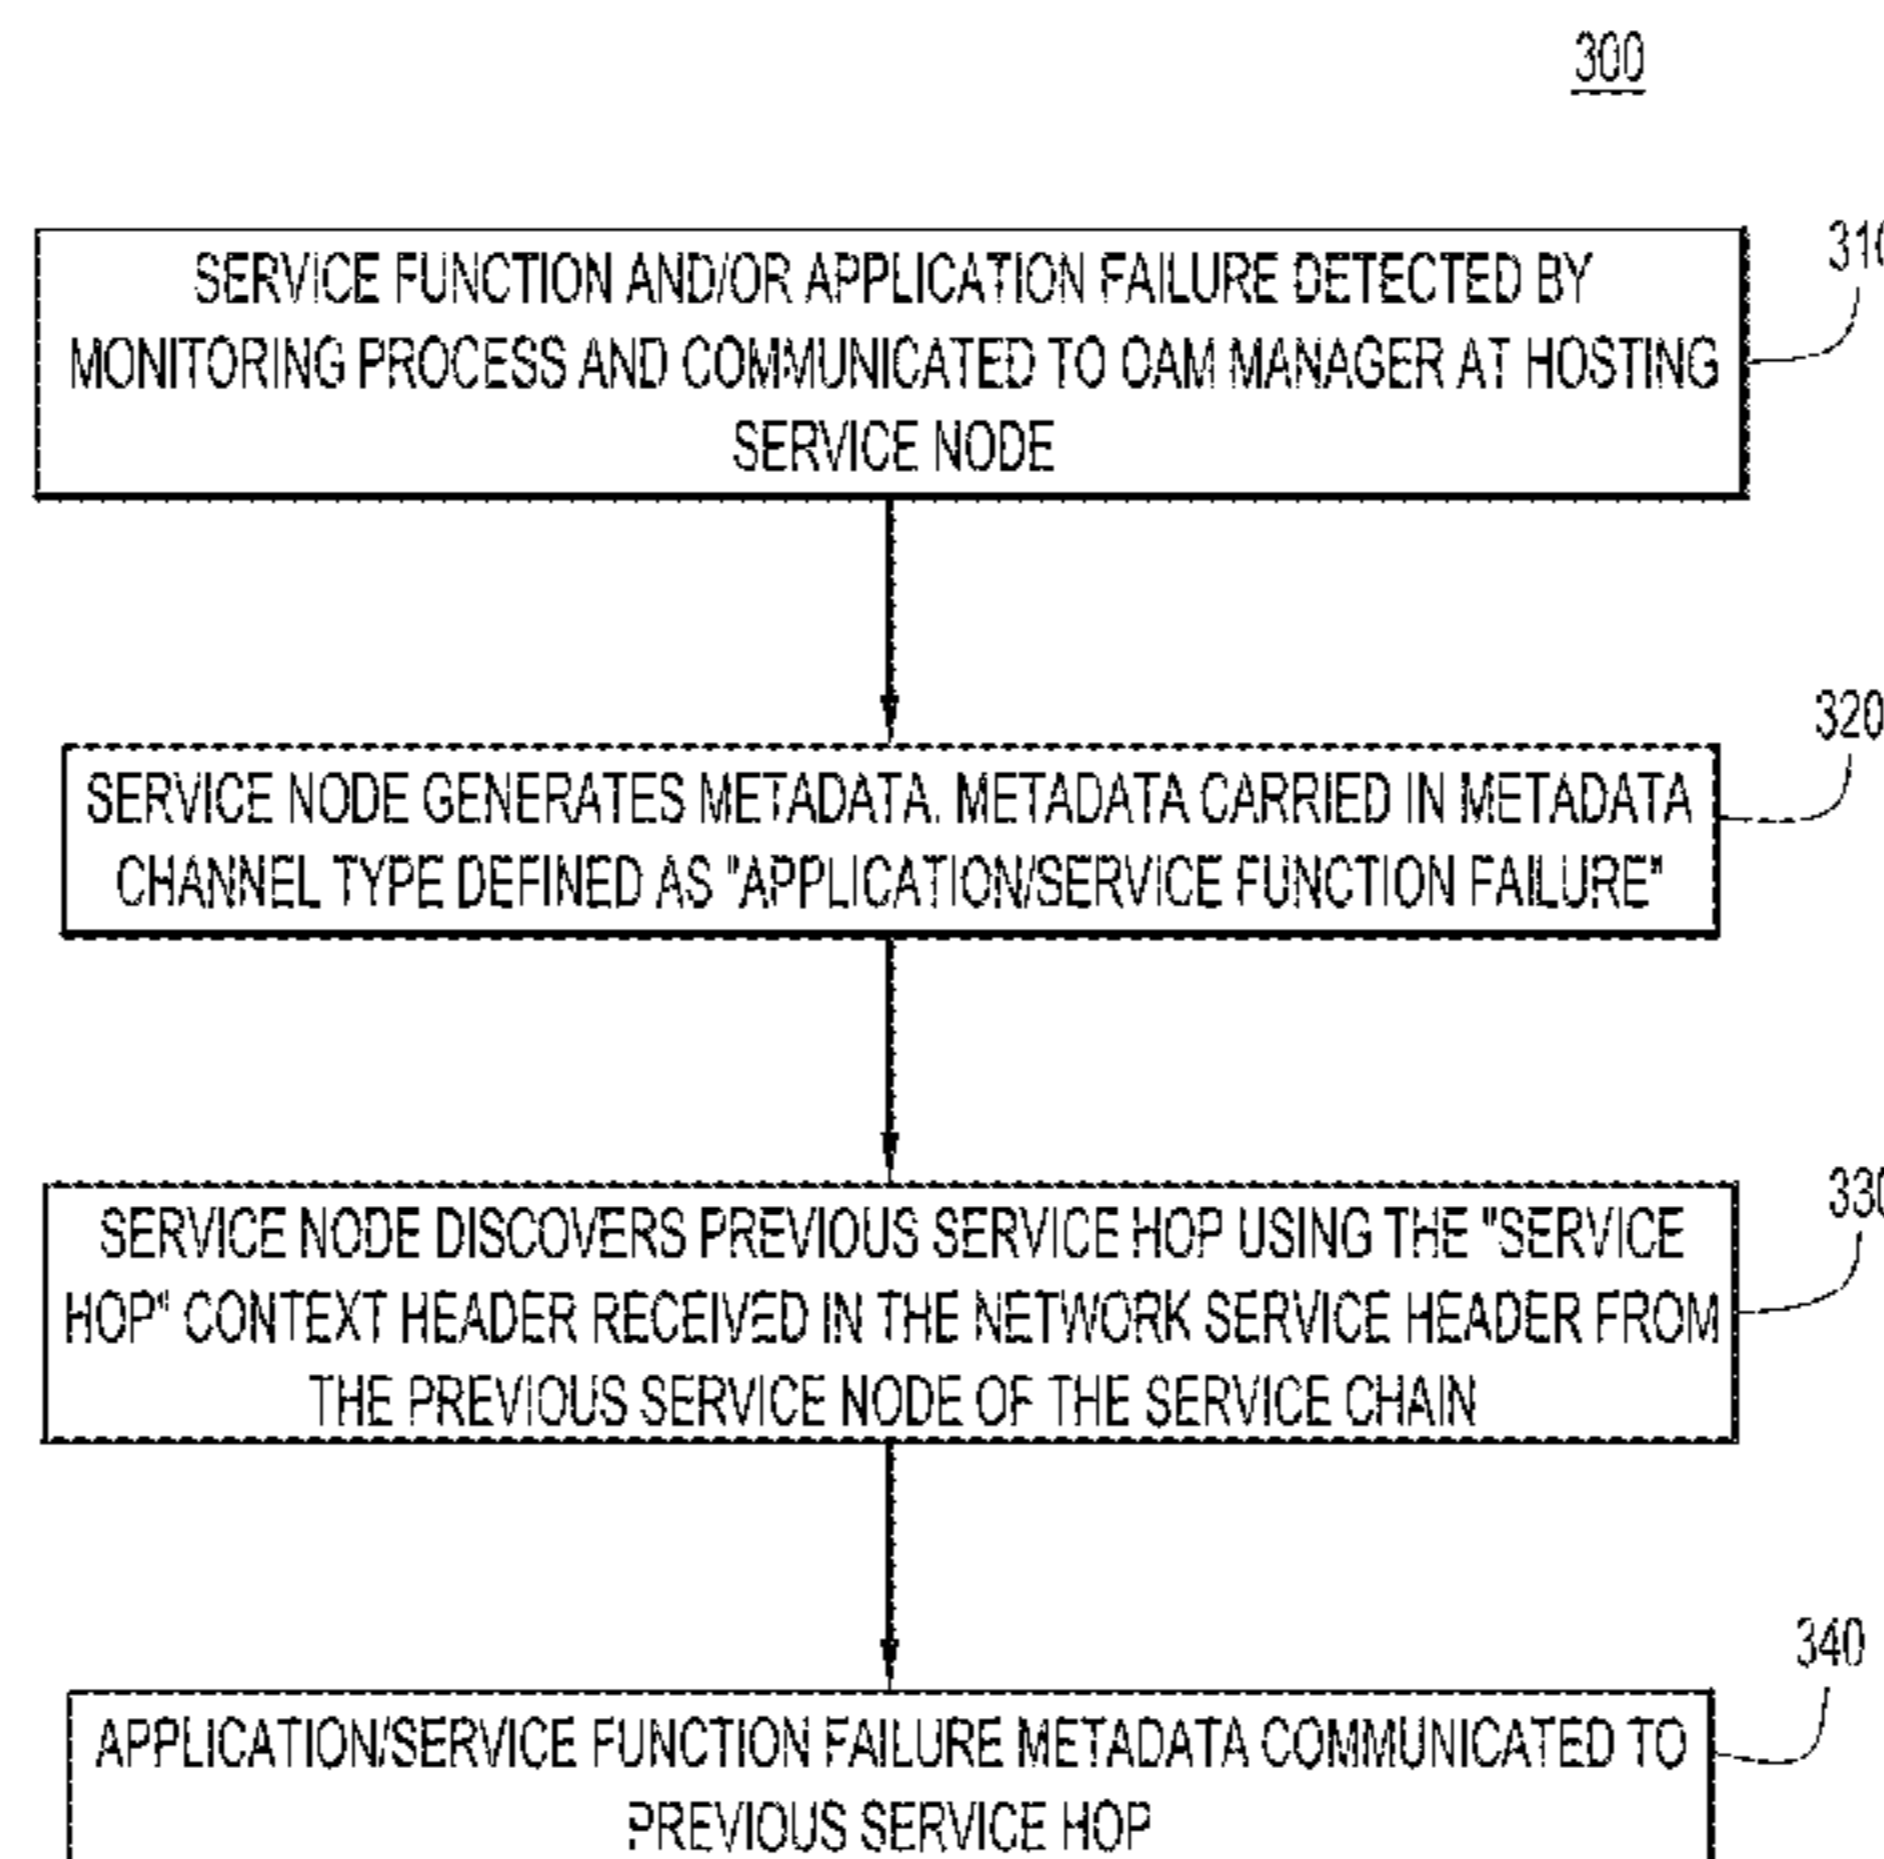 300
310
SERVICE FUNCTION AND/OR APPLICATION FAILURE DETECTED BY
MONITORING PROCESS AND COMMUNICATED TO OAM MANAGER AT HOSTING
SERVICE NODE
320
SERVICE NODE GENERATES METADATA. METADATA CARRIED IN METADATA
CHANNEL TYPE DEFINED AS "APPLICATION/SERVICE FUNCTION FAILURE"
330
SERVICE NODE DISCOVERS PREVIOUS SERVICE HOP USING THE "SERVICE
HOP" CONTEXT HEADER RECEIVED IN THE NETWORK SERVICE HEADER FROM
THE PREVIOUS SERVICE NODE OF THE SERVICE CHAIN
340
APPLICATION/SERVICE FUNCTION FAILURE METADATA COMMUNICATED TO
PREVIOUS SERVICE HOP